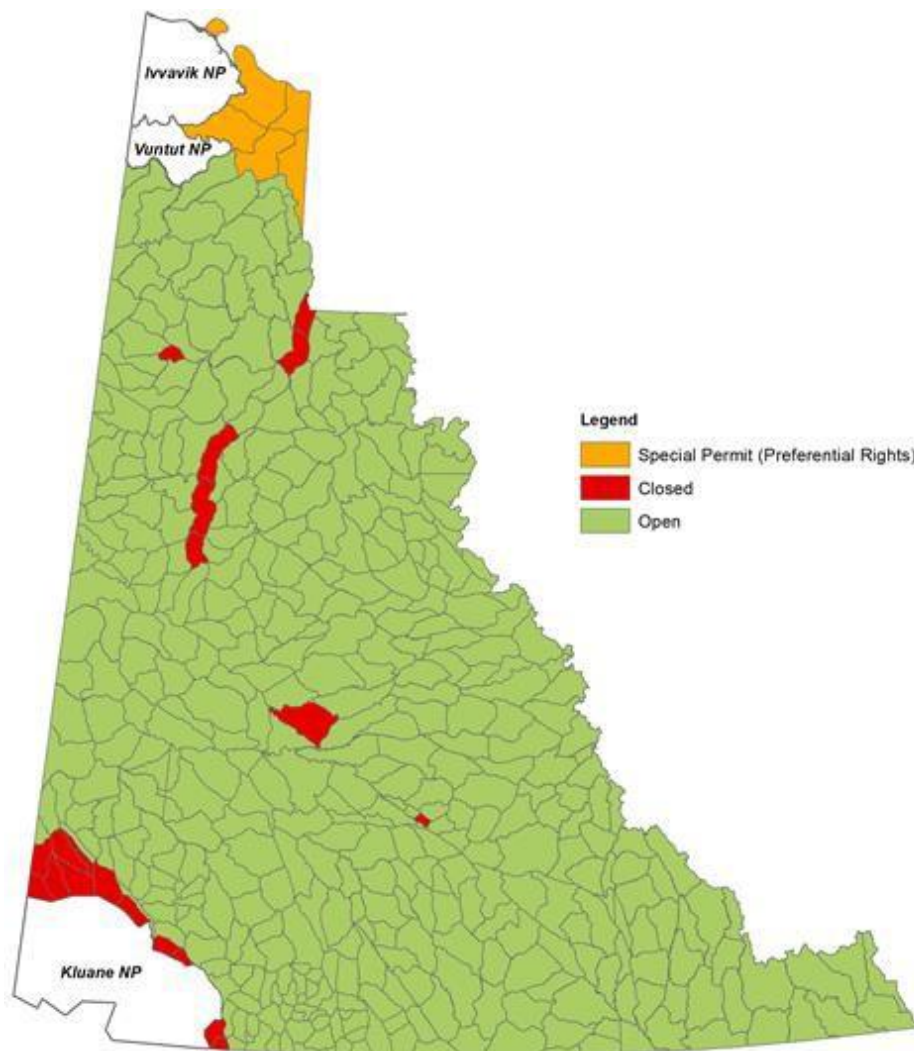 Ivvavik NP
Vuntut NP
Legend
Special Permit (Preferential Rights)
Closed
Open
Kluane NP